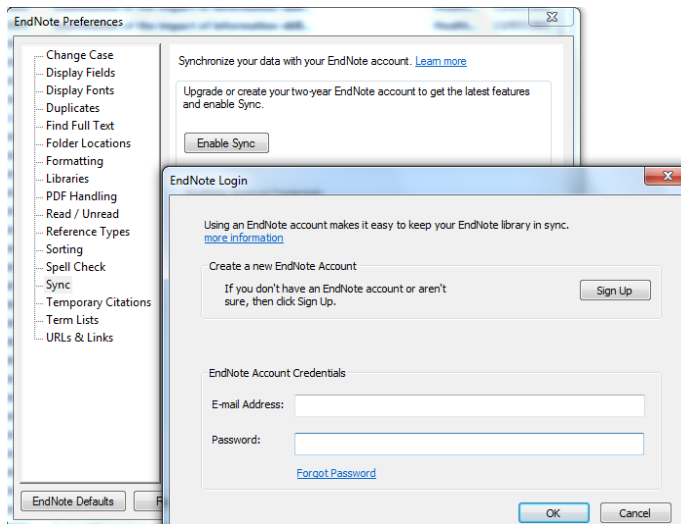 EndNote Preferences
Change Case
Display Fields
Display Fonts
Duplicates
Find Full Text
Folder Locations
Formatting
Libraries
PDF Handling
Read / Unread
Reference Types
Sorting
Spell Check
Sync
Temporary Citations
Term Lists
URLs & Links
EndNote Defaults
Synchronize your data with your EndNote account. Learn more
Upgrade or create your two-year EndNote account to get the latest features
and enable Sync.
Enable Sync
EndNote Login
Using an EndNote account makes it easy to keep your EndNote library in sync.
more information
Create a new EndNote Account
If you don't have an EndNote account or aren't
sure, then click Sign Up.
Sign Up
EndNote Account Credentials
E-mail Address:
Password:
Forgot Password
OK
Cancel